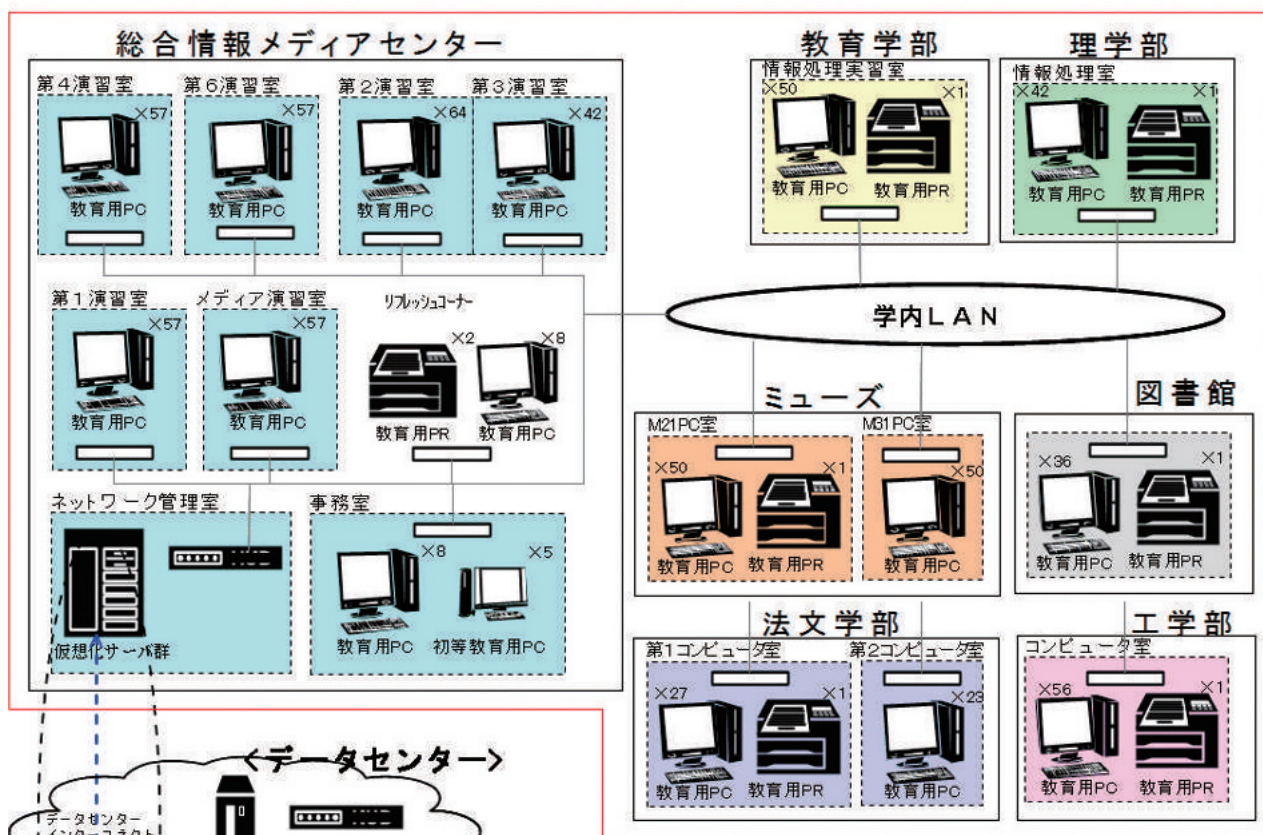 総合情報メディアセンター
第4演習室
×57
教育用PC
第6演習室
×57
教育用PC
第2演習室
×64
教育用PC
第3演習室
×42
教育用PC
第1演習室
×57
教育用PC
メディア演習室
×57
教育用PC
リフレッシュコーナー
×2
教育用PR
×8
教育用PC
ネットワーク管理室
仮想化サーバ群
事務室
×8
教育用PC
×5
初等教育用PC
教育学部
情報処理実習室
×50
教育用PC
×1
教育用PR
理学部
情報処理室
×42
教育用PC
×1
教育用PR
学内LAN
ミューズ
M21PC室
×50
教育用PC
×1
教育用PR
M31PC室
×50
教育用PC
図書館
×36
教育用PC
×1
教育用PR
法文学部
第1コンピュータ室
×27
教育用PC
×1
教育用PR
第2コンピュータ室
×23
教育用PC
工学部
コンピュータ室
×56
教育用PC
×1
教育用PR
<データセンター>
データセンター
インターコネクト